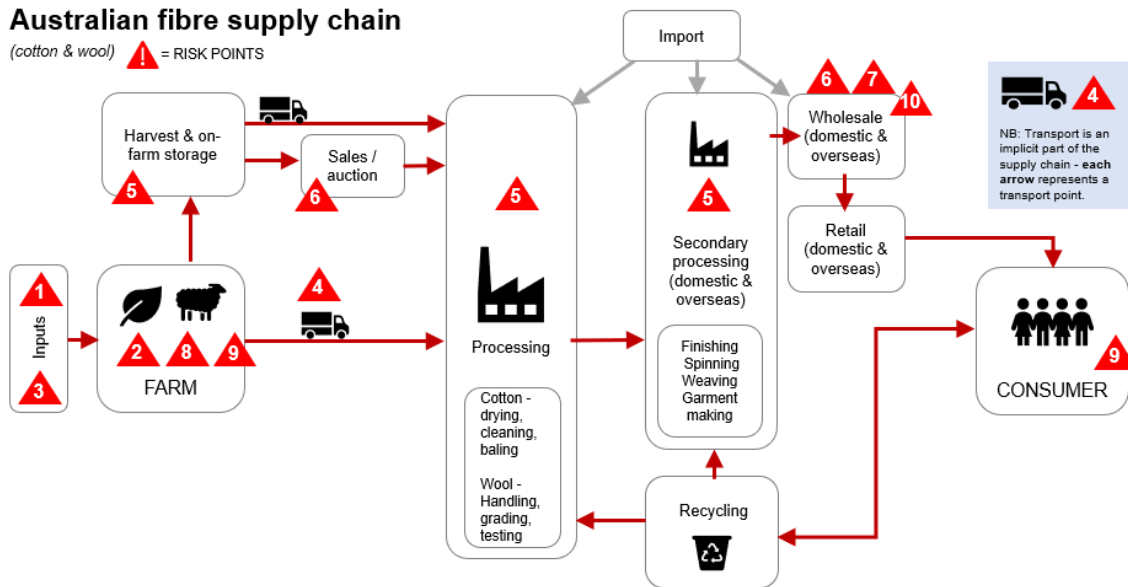 Australian fibre supply chain
(cotton & wool)
! = RISK POINTS
Import
Harvest & on-
farm storage
5
Sales /
auction
6
1
Inputs
3
2 8 9
FARM
4
5
Processing
Cotton -
drying,
cleaning,
baling
Wool -
Handling,
grading,
testing
5
Secondary
processing
(domestic &
overseas)
Finishing
Spinning
Weaving
Garment
making
6 7 10
Wholesale
(domestic &
overseas)
Retail
(domestic &
overseas)
4
NB: Transport is an
implicit part of the
supply chain - each
arrow represents a
transport point.
9
CONSUMER
Recycling